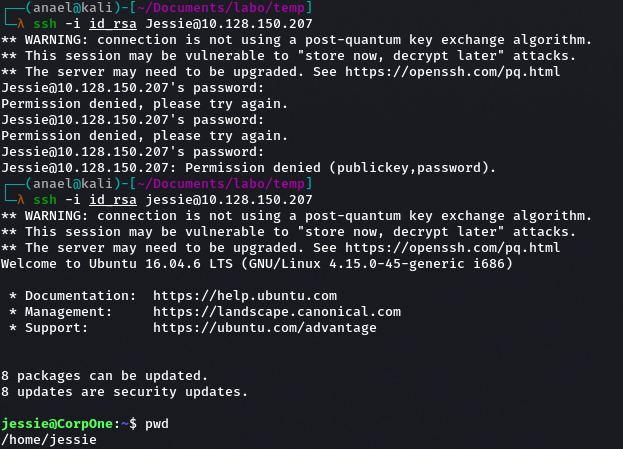 ┌──(anael㉿kali)-[~/Documents/labo/temp]
└─λ ssh -i id_rsa Jessie@10.128.150.207
** WARNING: connection is not using a post-quantum key exchange algorithm.
** This session may be vulnerable to "store now, decrypt later" attacks.
** The server may need to be upgraded. See https://openssh.com/pq.html
Jessie@10.128.150.207's password:
Permission denied, please try again.
Jessie@10.128.150.207's password:
Permission denied, please try again.
Jessie@10.128.150.207's password:
Jessie@10.128.150.207: Permission denied (publickey,password).
┌──(anael㉿kali)-[~/Documents/labo/temp]
└─λ ssh -i id_rsa jessie@10.128.150.207
** WARNING: connection is not using a post-quantum key exchange algorithm.
** This session may be vulnerable to "store now, decrypt later" attacks.
** The server may need to be upgraded. See https://openssh.com/pq.html
Welcome to Ubuntu 16.04.6 LTS (GNU/Linux 4.15.0-45-generic i686)

 * Documentation:  https://help.ubuntu.com
 * Management:     https://landscape.canonical.com
 * Support:        https://ubuntu.com/advantage


8 packages can be updated.
8 updates are security updates.

jessie@CorpOne:~$ pwd
/home/jessie